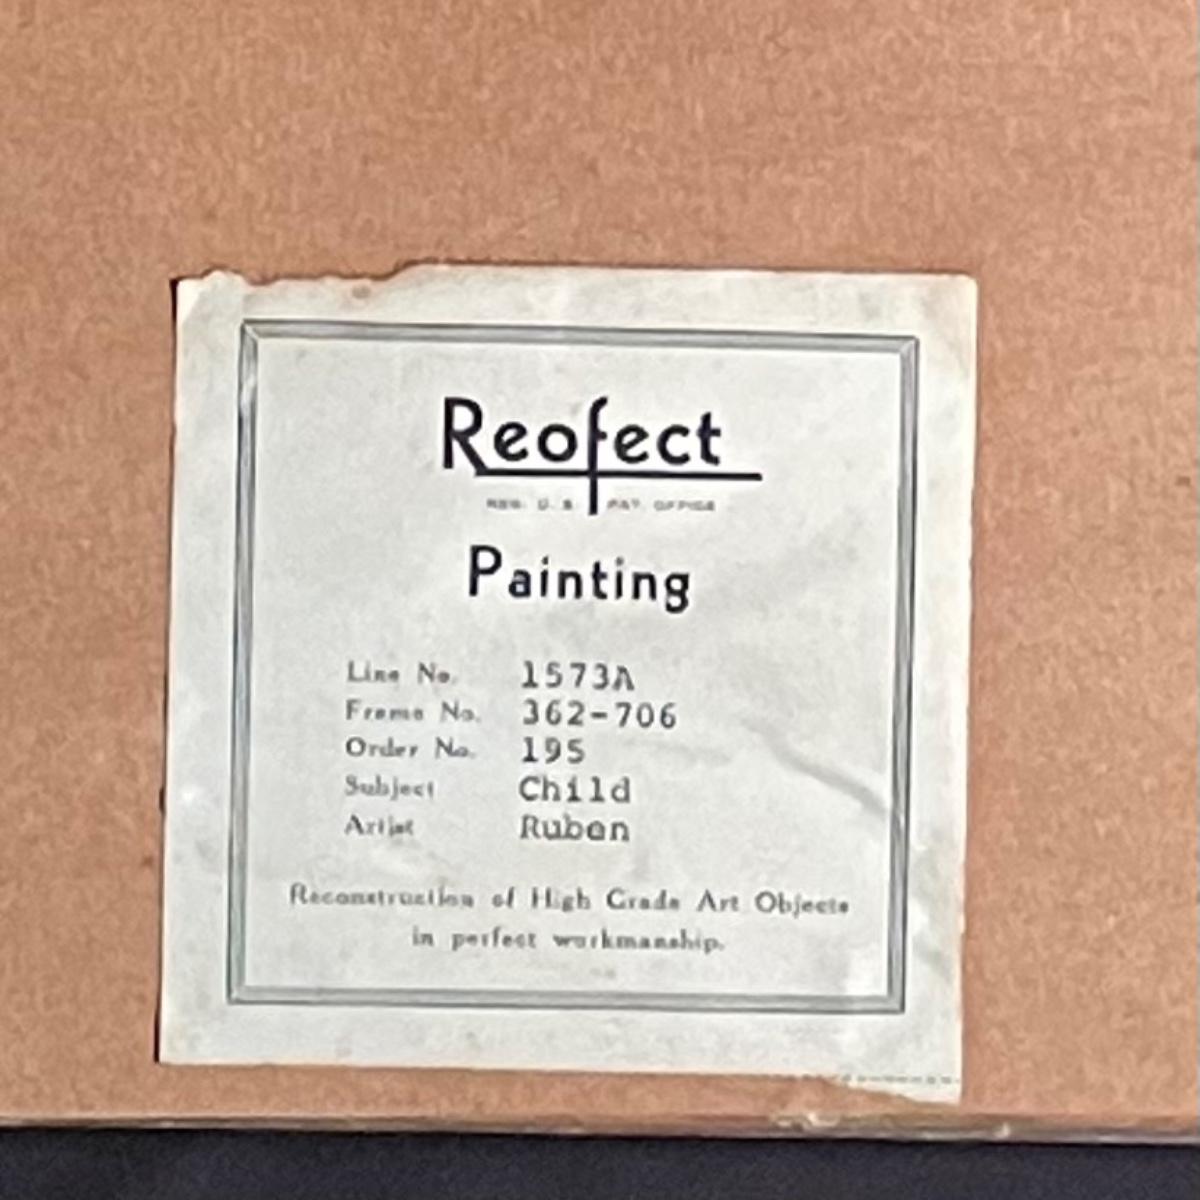 Reofect
REG. U. S. PAT. OFFICE
Painting
Line No. 1573A
Frame No. 362-706
Order No. 195
Subject Child
Artist Ruben
Reconstruction of High Grade Art Objects
in perfect workmanship.